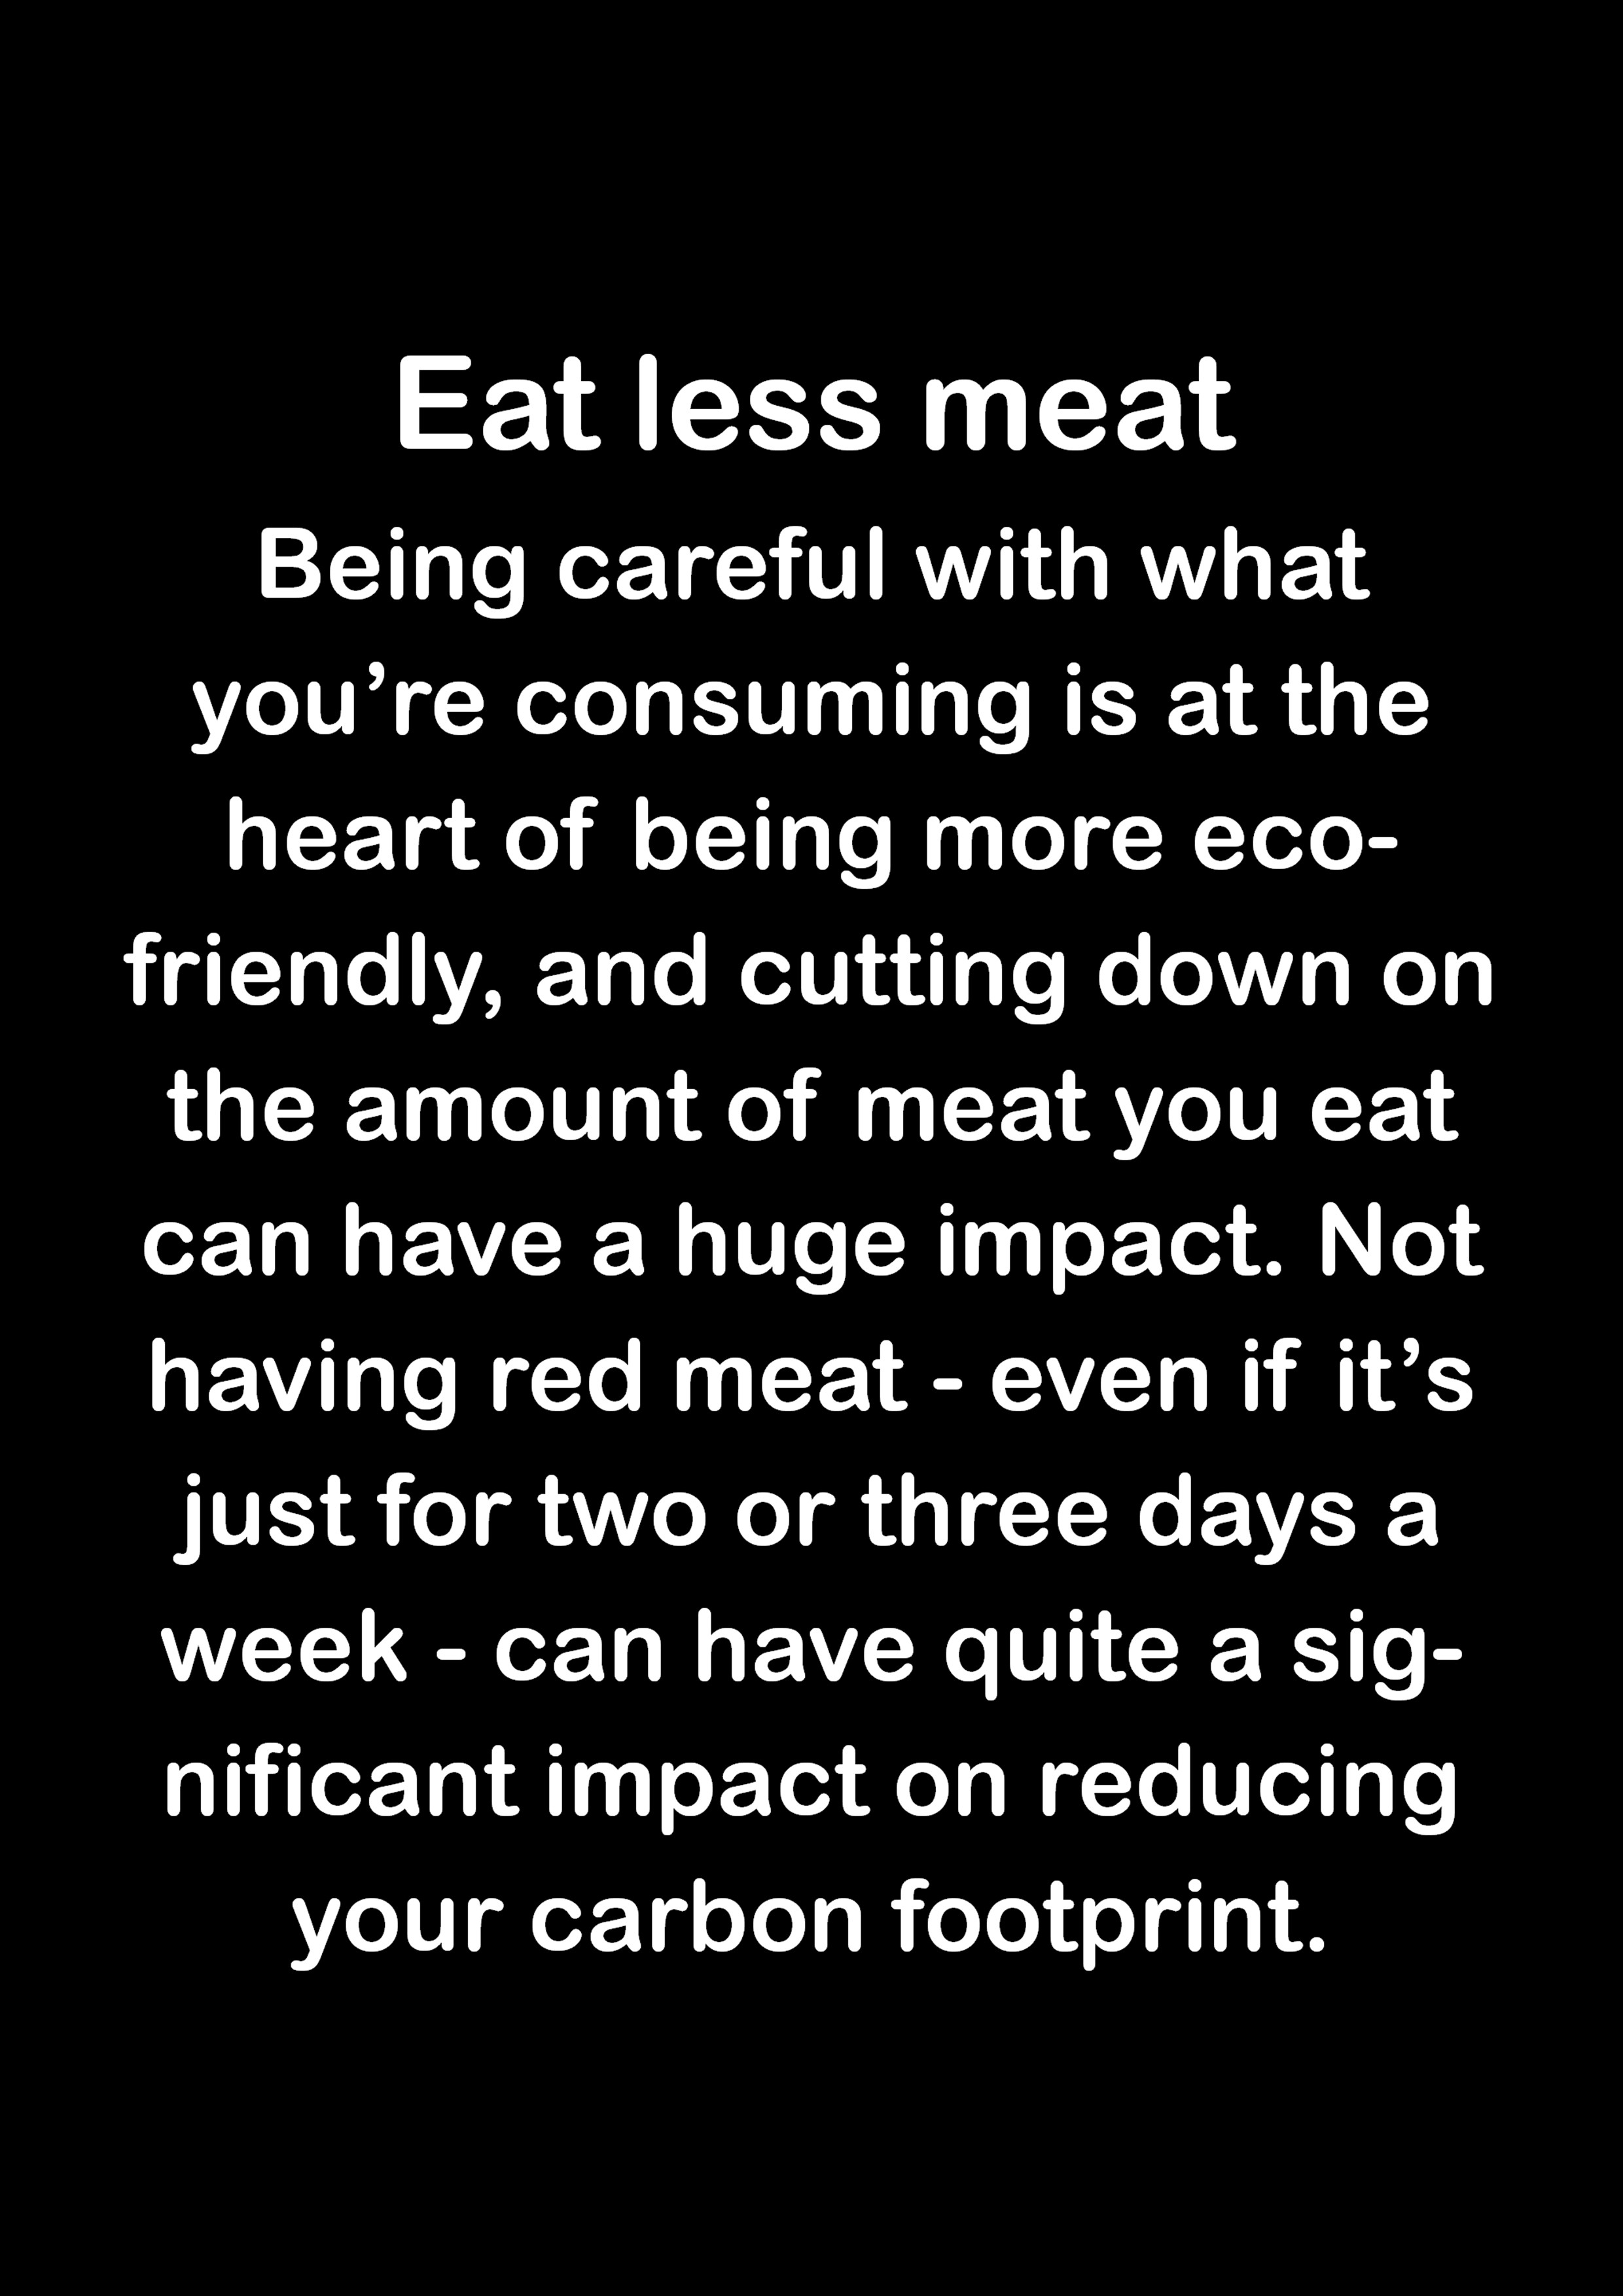 Eat less meat
Being careful with what
you’re consuming is at the
heart of being more eco-
friendly, and cutting down on
the amount of meat you eat
can have a huge impact. Not
having red meat - even if it’s
just for two or three days a
week - can have quite a sig-
nificant impact on reducing
your carbon footprint.